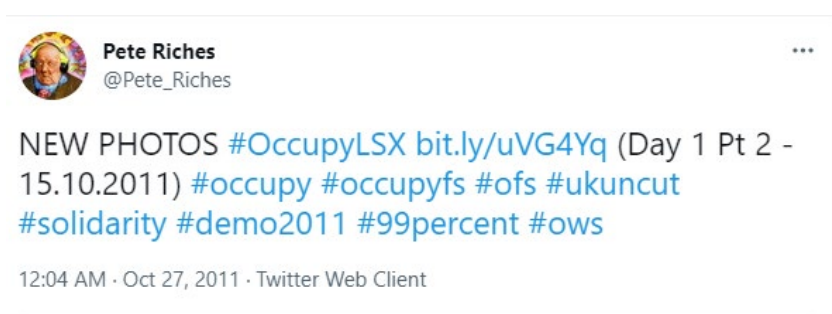 Pete Riches
@Pete_Riches
NEW PHOTOS #OccupyLSX bit.ly/uVG4Yq (Day 1 Pt 2 -
15.10.2011) #occupy #occupyfs #ofs #ukuncut
#solidarity #demo2011 #99percent #ows
12:04 AM · Oct 27, 2011 · Twitter Web Client